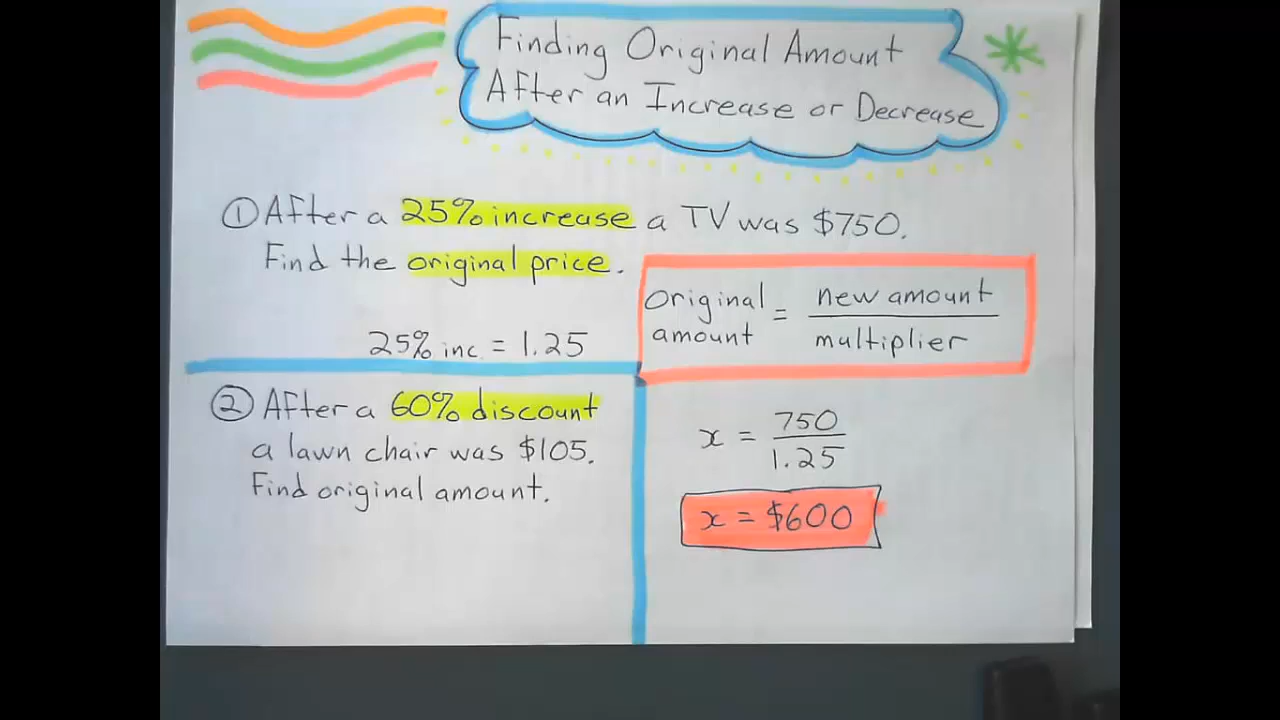 Finding Original Amount
After an Increase or Decrease
① After a 25% increase a TV was $750.
Find the original price.
25% inc. = 1.25
original amount = new amount / multiplier
② After a 60% discount
a lawn chair was $105.
Find original amount.
x = 750 / 1.25
x = $600